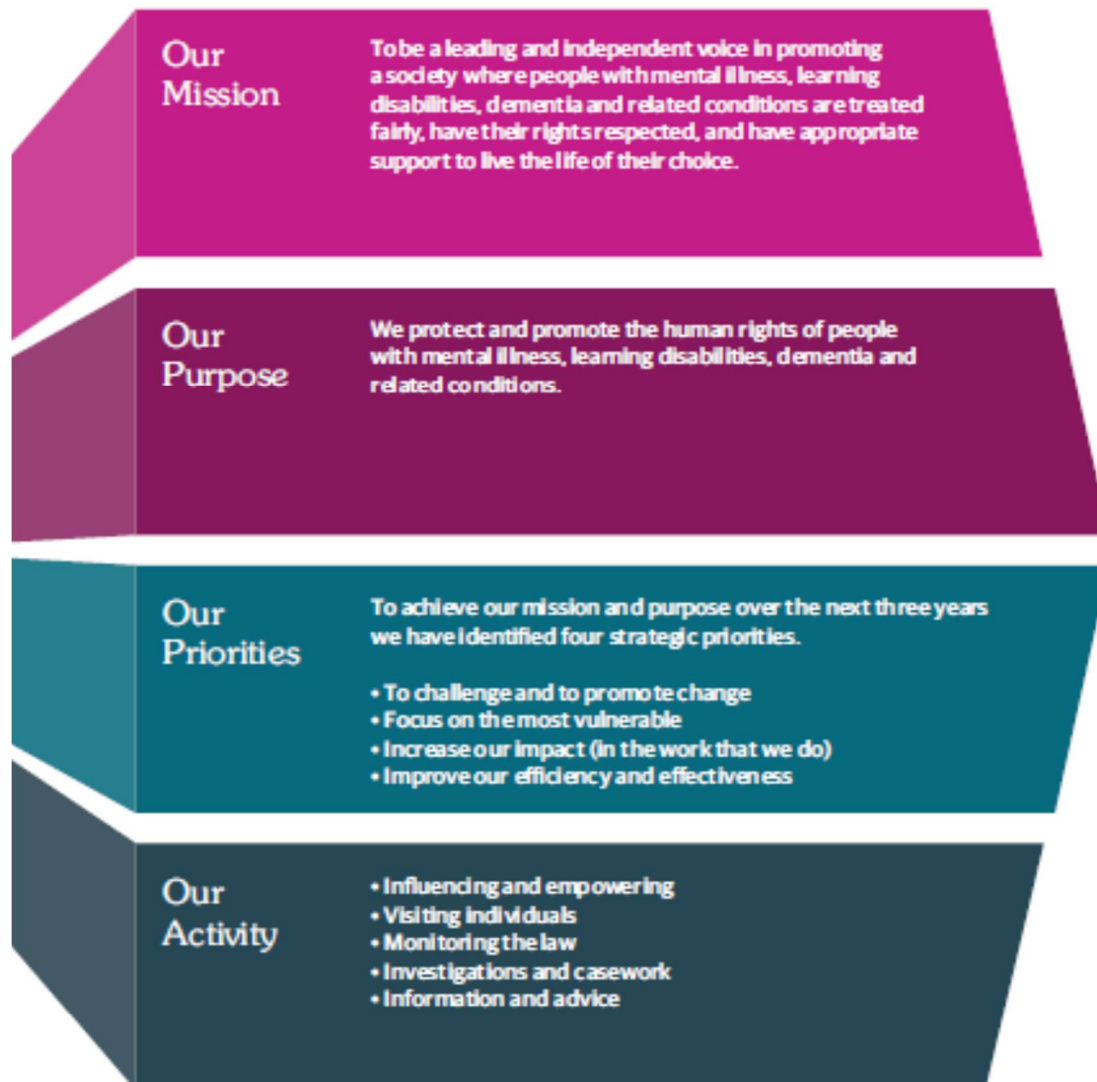 Our
Mission
To be a leading and independent voice in promoting
a society where people with mental illness, learning
disabilities, dementia and related conditions are treated
fairly, have their rights respected, and have appropriate
support to live the life of their choice.
Our
Purpose
We protect and promote the human rights of people
with mental illness, learning disabilities, dementia and
related conditions.
Our
Priorities
To achieve our mission and purpose over the next three years
we have identified four strategic priorities.
• To challenge and to promote change
• Focus on the most vulnerable
• Increase our impact (in the work that we do)
• Improve our efficiency and effectiveness
Our
Activity
• Influencing and empowering
• Visiting individuals
• Monitoring the law
• Investigations and casework
• Information and advice